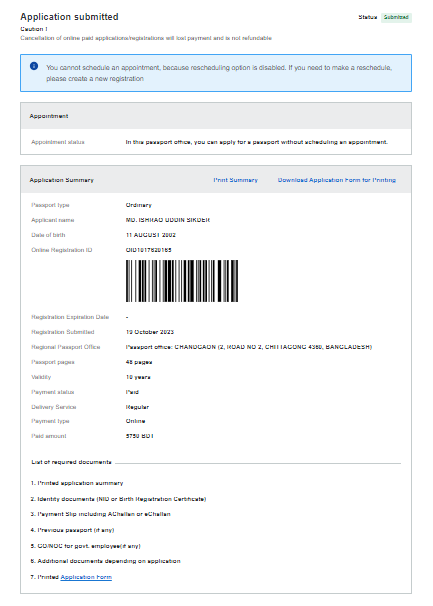 Application submitted
Status Submitted
Caution !
Cancellation of online paid applications/registrations will lost payment and is not refundable
You cannot schedule an appointment, because rescheduling option is disabled. If you need to make a reschedule,
please create a new registration
Appointment
Appointment status In this passport office, you can apply for a passport without scheduling an appointment.
Application Summary Print Summary Download Application Form for Printing
Passport type Ordinary
Applicant name MD. ISHRAQ UDDIN SIKDER
Date of birth 11 AUGUST 2002
Online Registration ID OID1017620165
Registration Expiration Date -
Registration Submitted 19 October 2023
Regional Passport Office Passport office: CHANDGAON (2, ROAD NO 2, CHITTAGONG 4360, BANGLADESH)
Passport pages 48 pages
Validity 10 years
Payment status Paid
Delivery Service Regular
Payment type Online
Paid amount 5750 BDT
List of required documents
1. Printed application summary
2. Identity documents (NID or Birth Registration Certificate)
3. Payment Slip including AChallan or eChallan
4. Previous passport (if any)
5. GO/NOC for govt. employee(if any)
6. Additional documents depending on application
7. Printed Application Form